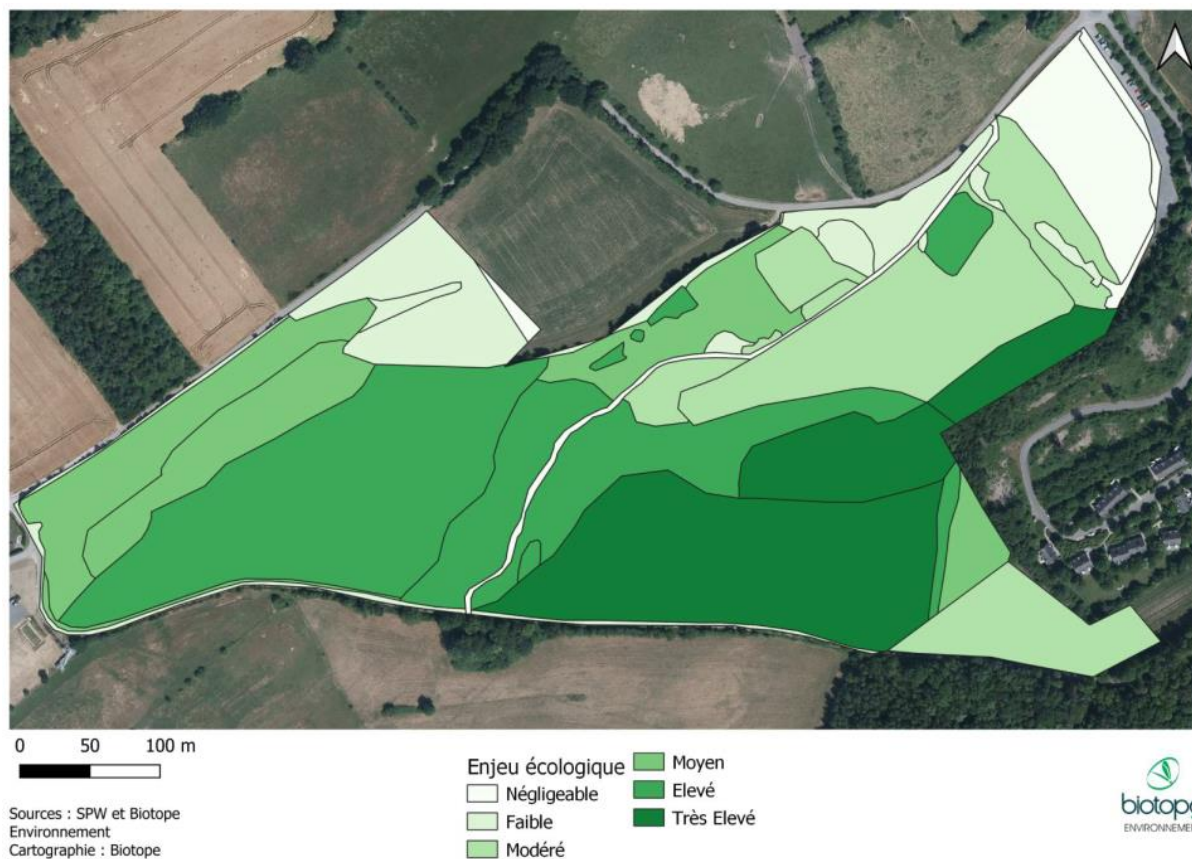 0 50 100 m
Sources : SPW et Biotope
Environnement
Cartographie : Biotope
Enjeu écologique
Négligeable
Faible
Modéré
Moyen
Elevé
Très Elevé